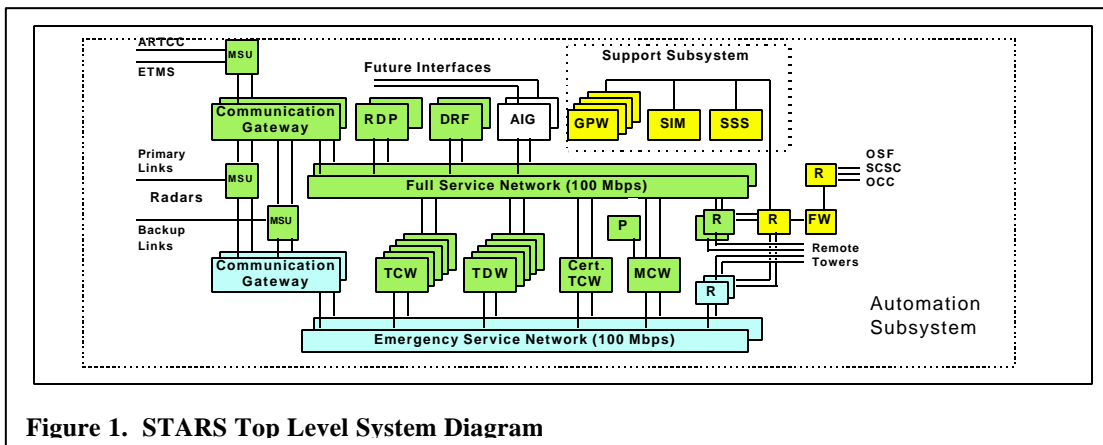 ARTCC
MSU
ETMS
Future Interfaces
Support Subsystem
Communication
Gateway
RDP
DRF
AIG
GPW
SIM
SSS
Primary
Links
MSU
Radars
Full Service Network (100 Mbps)
OSF
SCSC
OCC
R
Backup
Links
MSU
P
R
R
FW
Remote
Towers
Communication
Gateway
TCW
TDW
Cert.
TCW
MCW
R
Automation
Subsystem
Emergency Service Network (100 Mbps)
Figure 1. STARS Top Level System Diagram